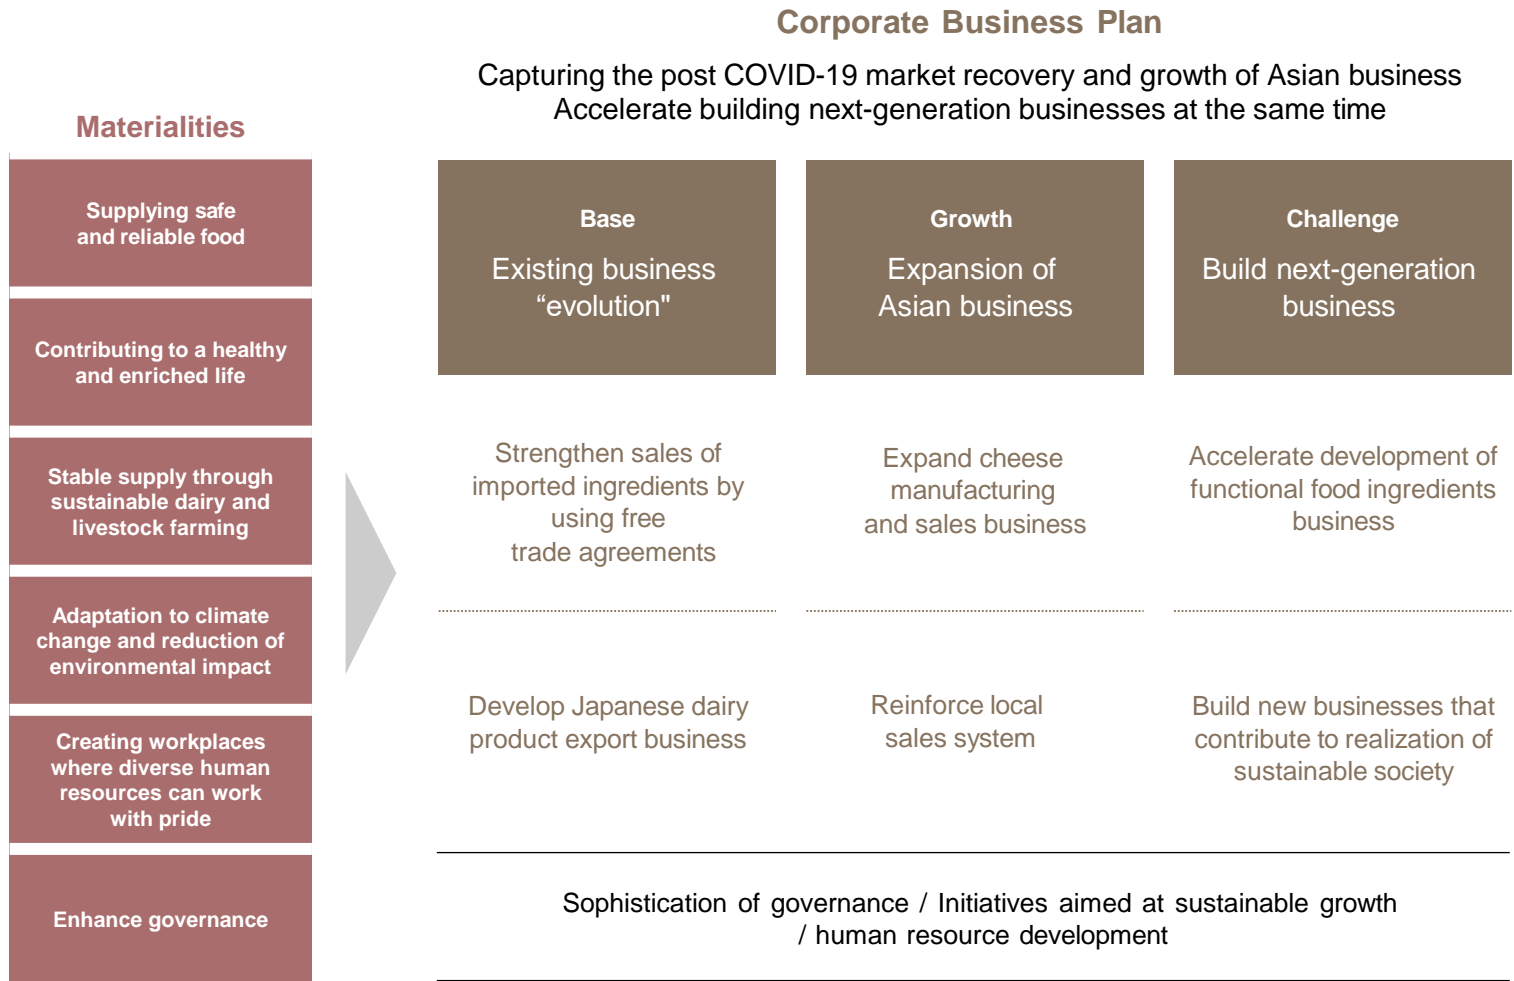 Corporate Business Plan
Capturing the post COVID-19 market recovery and growth of Asian business
Accelerate building next-generation businesses at the same time
Materialities
Supplying safe
and reliable food
Contributing to a healthy
and enriched life
Stable supply through
sustainable dairy and
livestock farming
Adaptation to climate
change and reduction of
environmental impact
Creating workplaces
where diverse human
resources can work
with pride
Enhance governance
Base
Existing business
“evolution"
Strengthen sales of
imported ingredients by
using free
trade agreements
Develop Japanese dairy
product export business
Growth
Expansion of
Asian business
Expand cheese
manufacturing
and sales business
Reinforce local
sales system
Challenge
Build next-generation
business
Accelerate development of
functional food ingredients
business
Build new businesses that
contribute to realization of
sustainable society
Sophistication of governance / Initiatives aimed at sustainable growth
/ human resource development